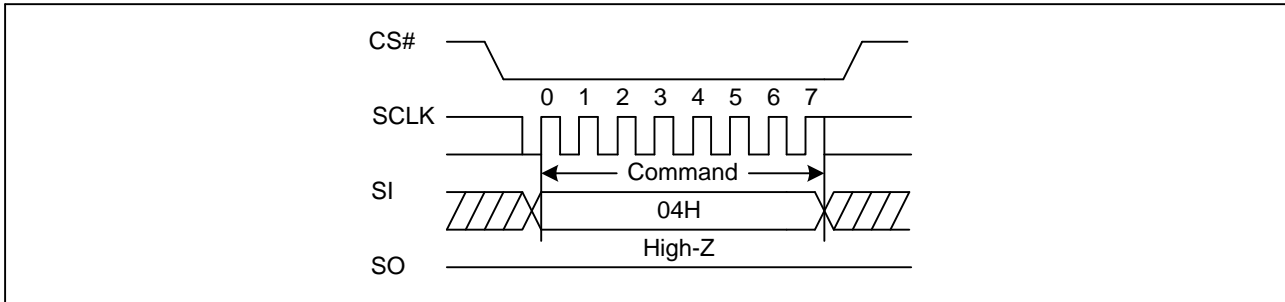 CS#
0 1 2 3 4 5 6 7
SCLK
Command
SI
04H
High-Z
SO